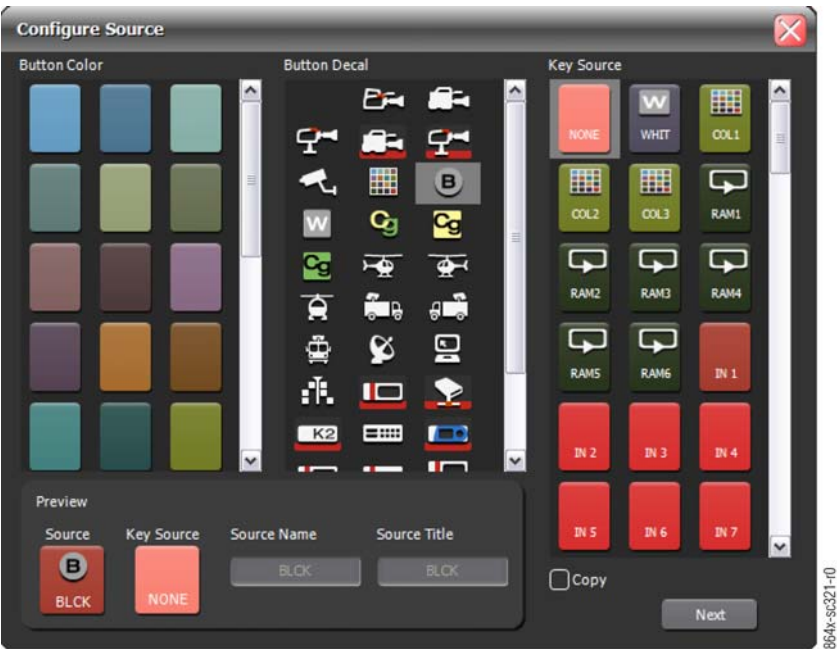 Configure Source
Button Color
Button Decal
Key Source
B
W
Cg
Cg
Cg
K2
NONE
W
WHIT
COL1
COL2
COL3
RAM1
RAM2
RAM3
RAM4
RAM5
RAM6
IN 1
IN 2
IN 3
IN 4
IN 5
IN 6
IN 7
Preview
Source
Key Source
Source Name
Source Title
B
BLCK
NONE
BLCK
BLCK
Copy
Next
864x-sc321-r0